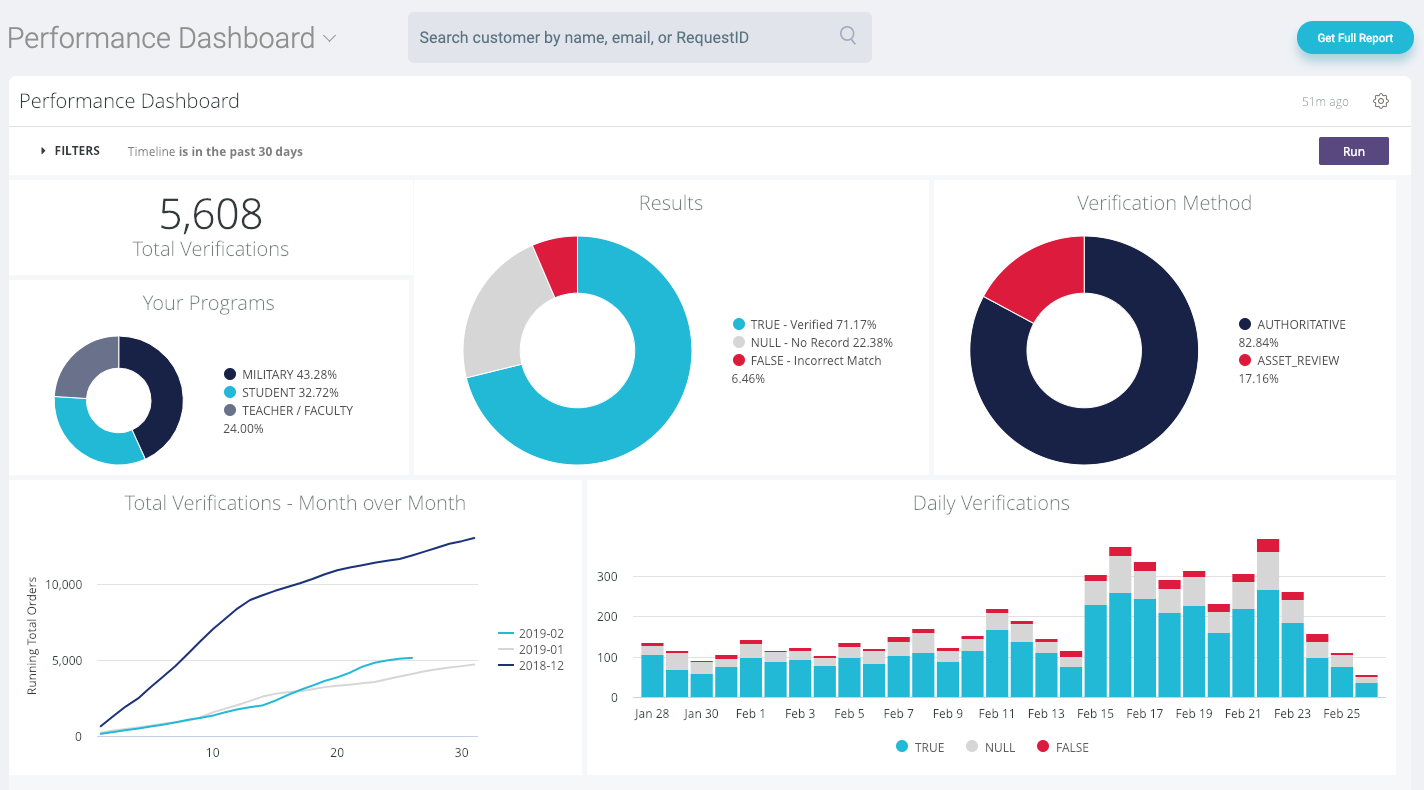 Performance Dashboard
Search customer by name, email, or RequestID
Get Full Report
Performance Dashboard
51m ago
FILTERS
Timeline is in the past 30 days
Run
5,608
Total Verifications
Your Programs
MILITARY 43.28%
STUDENT 32.72%
TEACHER / FACULTY
24.00%
Results
TRUE - Verified 71.17%
NULL - No Record 22.38%
FALSE - Incorrect Match
6.46%
Verification Method
AUTHORITATIVE
82.84%
ASSET_REVIEW
17.16%
Total Verifications - Month over Month
Running Total Orders
10,000
5,000
0
10 20 30
2019-02
2019-01
2018-12
Daily Verifications
300
200
100
0
Jan 28 Jan 30 Feb 1 Feb 3 Feb 5 Feb 7 Feb 9 Feb 11 Feb 13 Feb 15 Feb 17 Feb 19 Feb 21 Feb 23 Feb 25
TRUE NULL FALSE